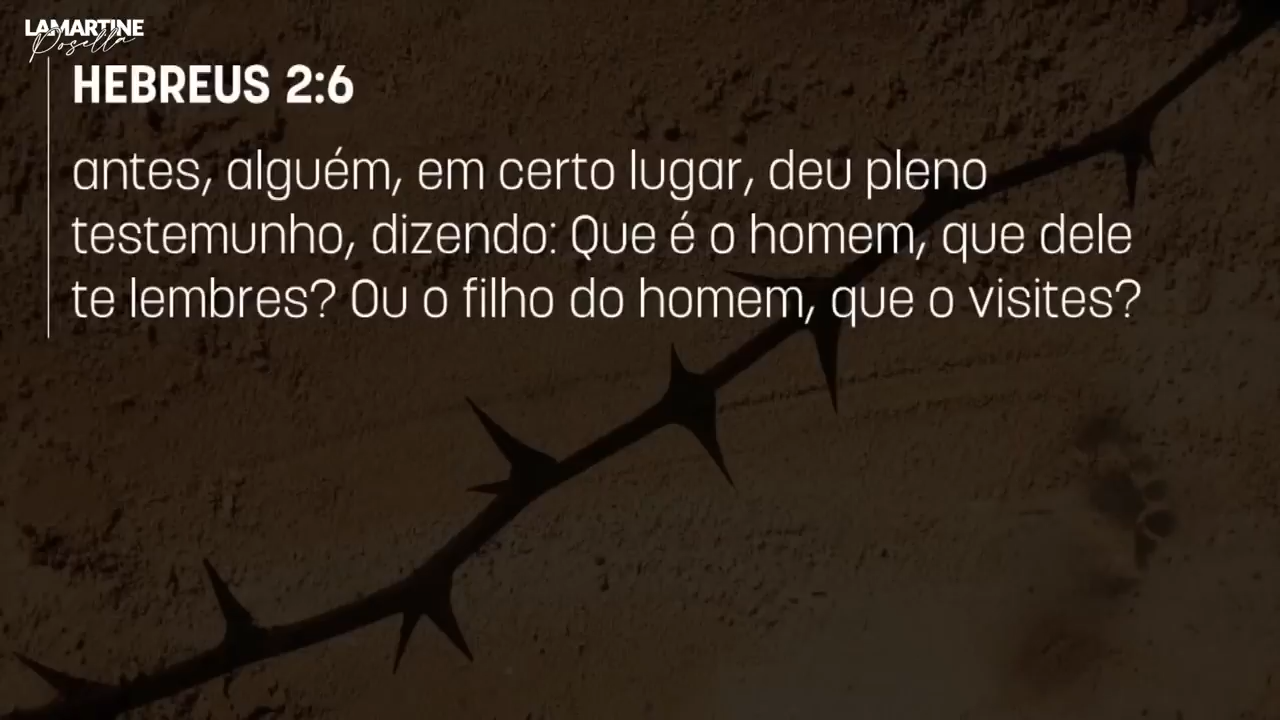 LAMARTINE
Posella
HEBREUS 2:6
antes, alguém, em certo lugar, deu pleno
testemunho, dizendo: Que é o homem, que dele
te lembres? Ou o filho do homem, que o visites?